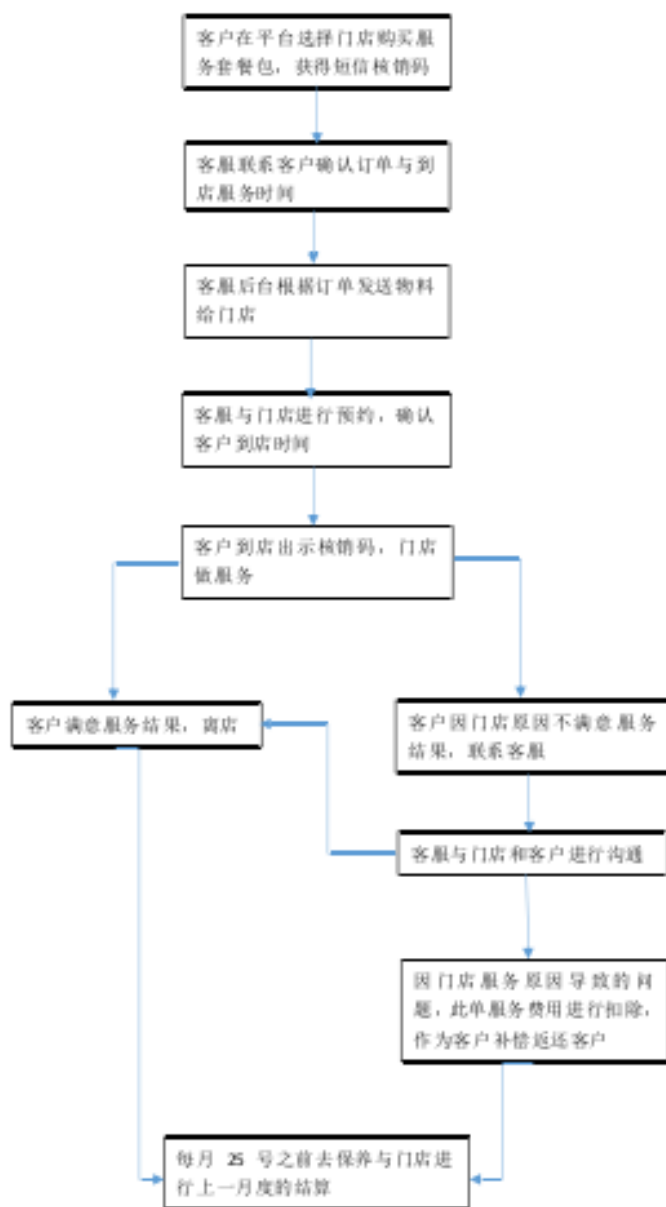 客户在平台选择门店购买服
务套餐包，获得短信核销码
客服联系客户确认订单与到
店服务时间
客服后台根据订单发送物料
给门店
客服与门店进行预约，确认
客户到店时间
客户到店出示核销码，门店
做服务
客户满意服务结果，离店
客户因门店原因不满意服务
结果，联系客服
客服与门店和客户进行沟通
因门店服务原因导致的问
题，此单服务费用进行扣除，
作为客户补偿返还客户
每月 25 号之前去保养与门店进
行上一月度的结算